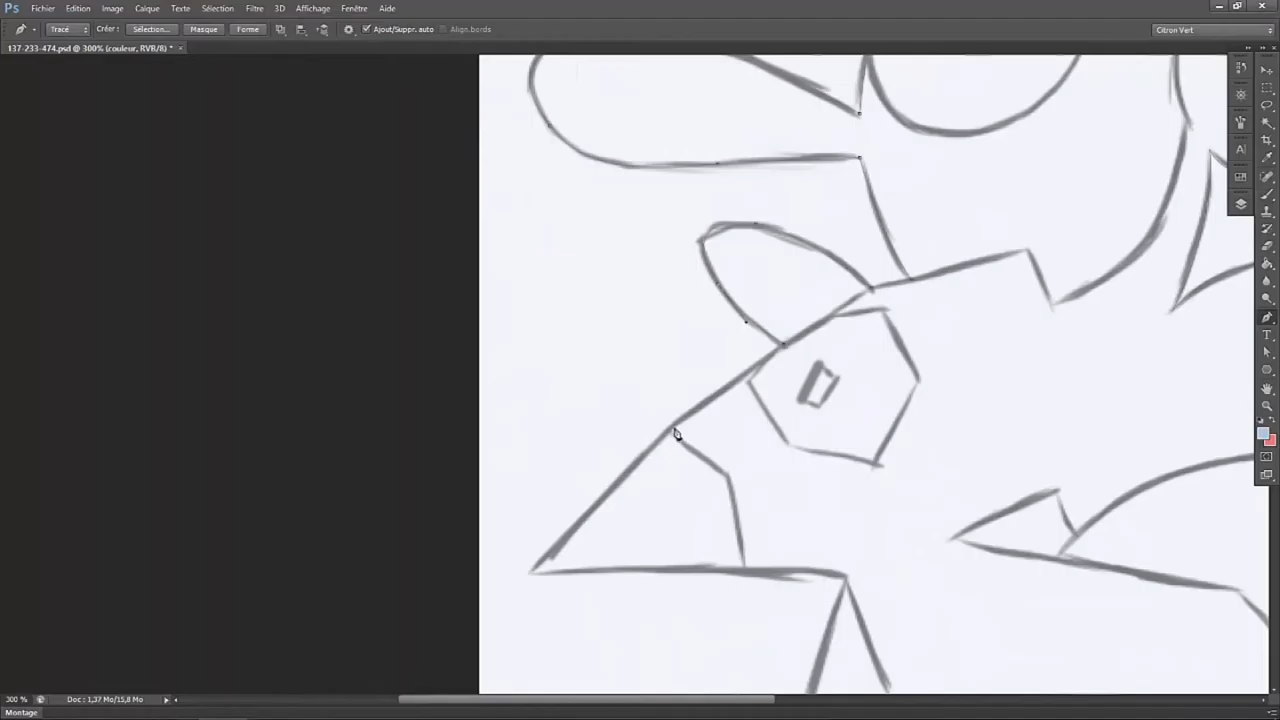 Ps Fichier Edition Image Calque Texte Sélection Filtre 3D Affichage Fenêtre Aide
Tracé Créer : Sélection... Masque Forme Ajout/Suppr. auto Align. bords Citron Vert
137-233-474.psd @ 300% (couleur, RVB/8) * ×
300 % Doc : 1,37 Mo/15,8 Mo
Montage